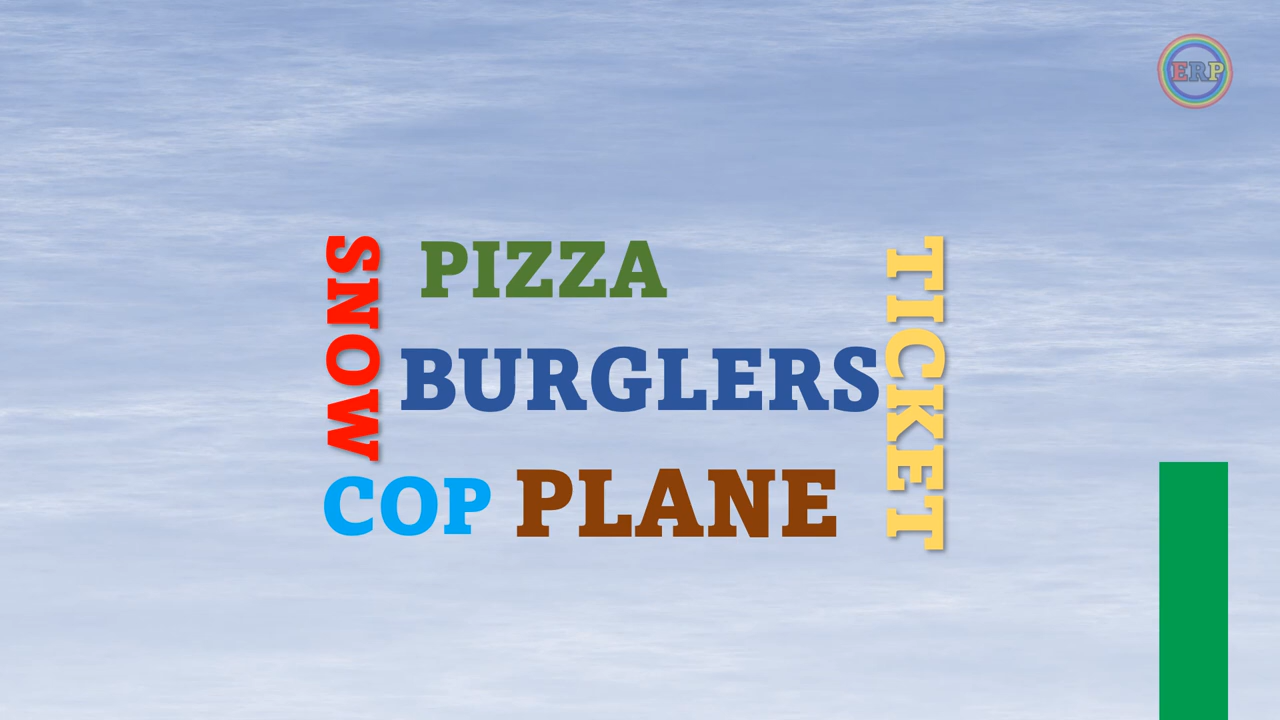 ERP
SNOW
PIZZA
TICKET
BURGLERS
COP PLANE